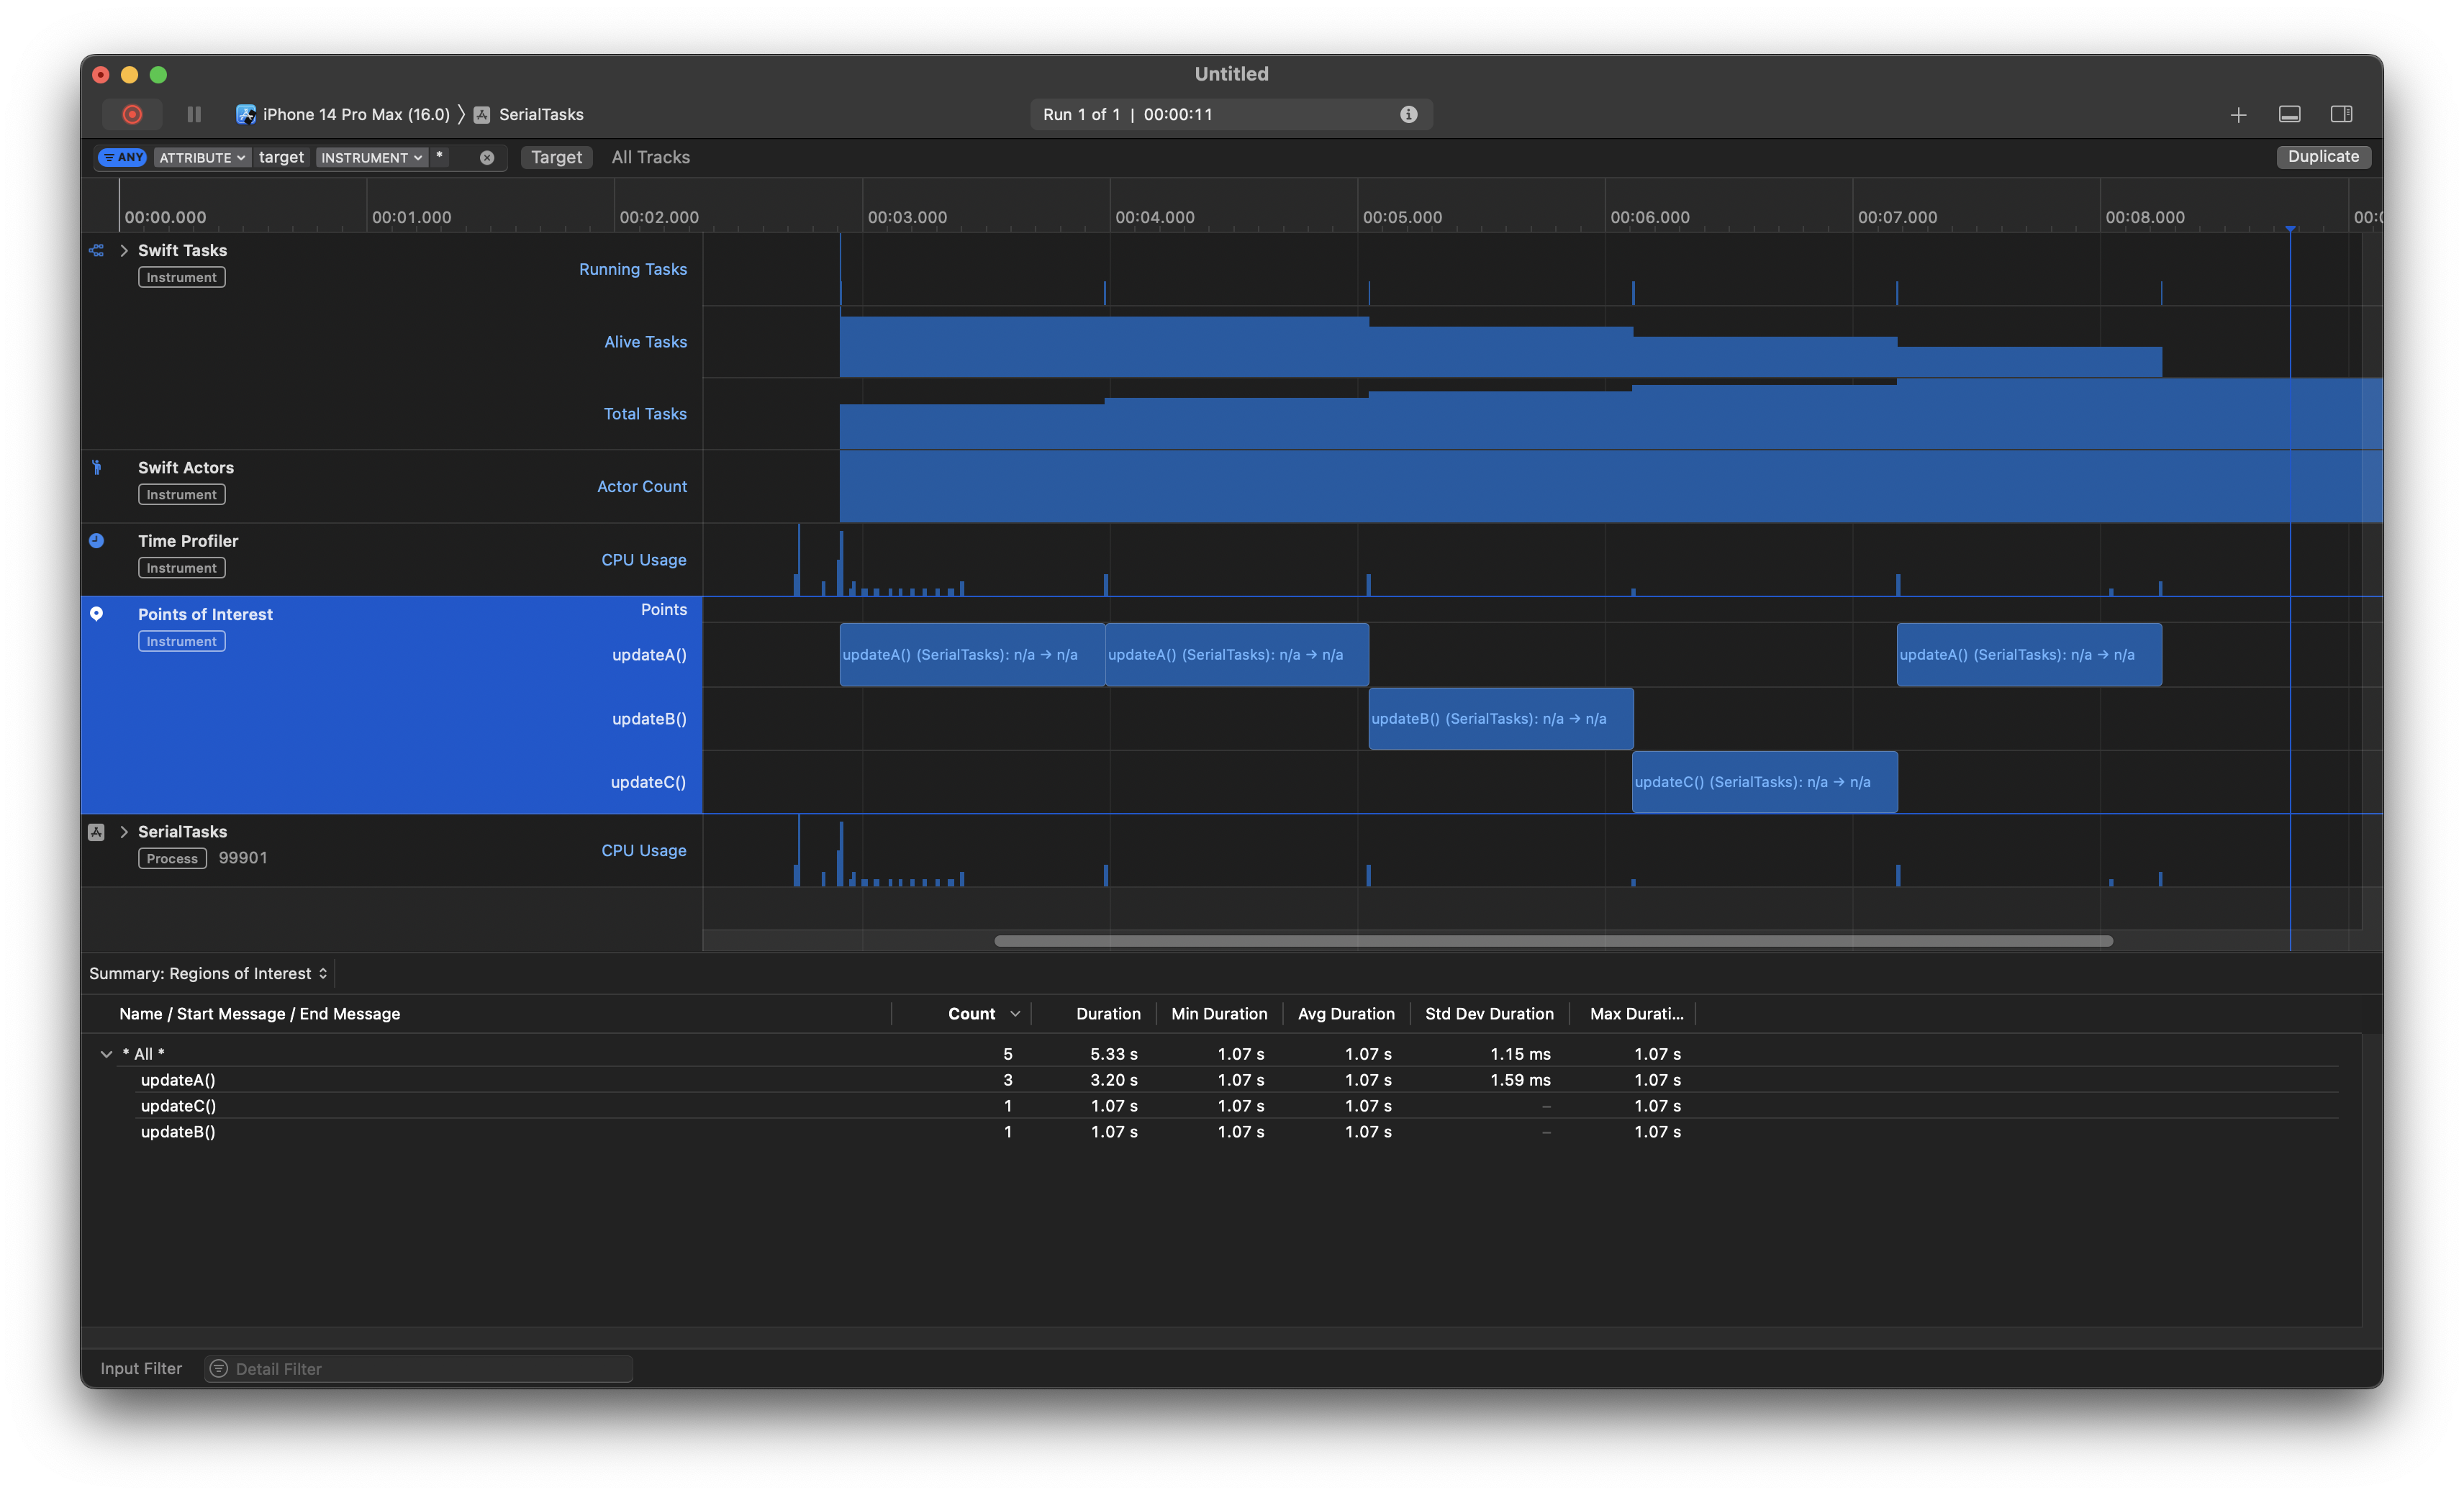 Untitled
iPhone 14 Pro Max (16.0) SerialTasks
Run 1 of 1 | 00:00:11
ANY ATTRIBUTE target INSTRUMENT * Target All Tracks Duplicate
00:00.000 00:01.000 00:02.000 00:03.000 00:04.000 00:05.000 00:06.000 00:07.000 00:08.000 00:0
Swift Tasks
Instrument
Running Tasks
Alive Tasks
Total Tasks
Swift Actors
Instrument
Actor Count
Time Profiler
Instrument
CPU Usage
Points of Interest
Instrument
Points
updateA() updateA() (SerialTasks): n/a → n/a updateA() (SerialTasks): n/a → n/a updateA() (SerialTasks): n/a → n/a
updateB() updateB() (SerialTasks): n/a → n/a
updateC() updateC() (SerialTasks): n/a → n/a
SerialTasks
Process 99901
CPU Usage
Summary: Regions of Interest
Name / Start Message / End Message Count Duration Min Duration Avg Duration Std Dev Duration Max Durati...
* All * 5 5.33 s 1.07 s 1.07 s 1.15 ms 1.07 s
updateA() 3 3.20 s 1.07 s 1.07 s 1.59 ms 1.07 s
updateC() 1 1.07 s 1.07 s 1.07 s – 1.07 s
updateB() 1 1.07 s 1.07 s 1.07 s – 1.07 s
Input Filter Detail Filter